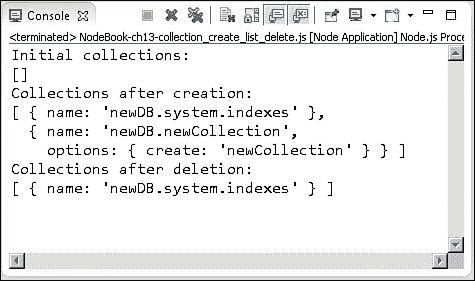 Console
<terminated> NodeBook-ch13-collection_create_list_delete.js [Node Application] Node.js Proce
Initial collections:
[]
Collections after creation:
[ { name: 'newDB.system.indexes' },
  { name: 'newDB.newCollection',
    options: { create: 'newCollection' } } ]
Collections after deletion:
[ { name: 'newDB.system.indexes' } ]